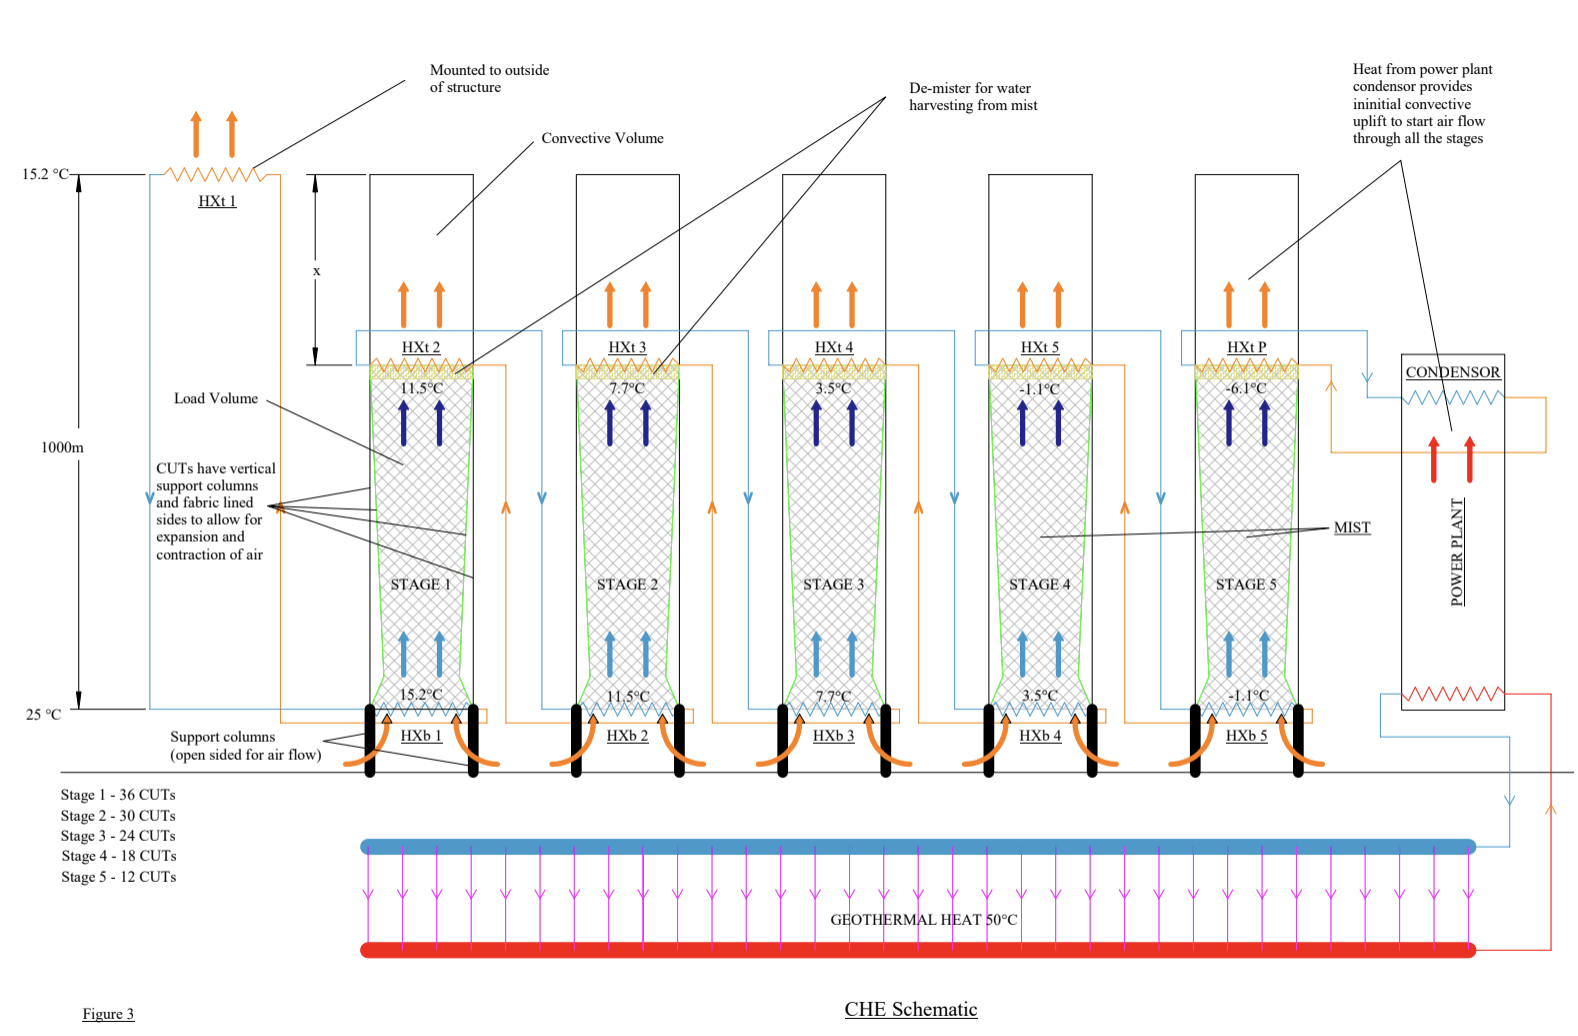 Mounted to outside
of structure
De-mister for water
harvesting from mist
Heat from power plant
condensor provides
ininitial convective
uplift to start air flow
through all the stages
Convective Volume
15.2 °C
HXt 1
x
HXt 2
HXt 3
HXt 4
HXt 5
HXt P
CONDENSOR
11.5°C
7.7°C
3.5°C
-1.1°C
-6.1°C
Load Volume
1000m
CUTs have vertical
support columns
and fabric lined
sides to allow for
expansion and
contraction of air
MIST
POWER PLANT
STAGE 1
STAGE 2
STAGE 3
STAGE 4
STAGE 5
15.2°C
11.5°C
7.7°C
3.5°C
-1.1°C
25 °C
Support columns
(open sided for air flow)
HXb 1
HXb 2
HXb 3
HXb 4
HXb 5
Stage 1 - 36 CUTs
Stage 2 - 30 CUTs
Stage 3 - 24 CUTs
Stage 4 - 18 CUTs
Stage 5 - 12 CUTs
GEOTHERMAL HEAT 50°C
Figure 3
CHE Schematic